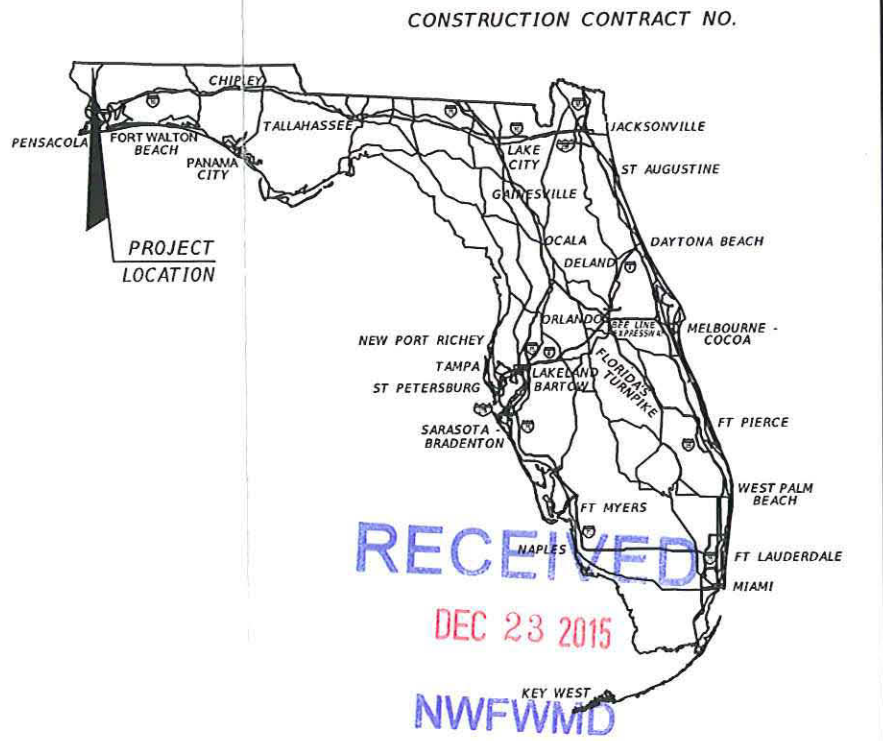 CONSTRUCTION CONTRACT NO.
CHIPLEY
PENSACOLA
FORT WALTON
BEACH
PANAMA
CITY
TALLAHASSEE
LAKE
CITY
JACKSONVILLE
ST AUGUSTINE
GAINESVILLE
PROJECT
LOCATION
OCALA
DELAND
DAYTONA BEACH
ORLANDO
BEE LINE
NEW PORT RICHEY
TAMPA
ST PETERSBURG
LAKELAND
BARTOW
FLORIDA'S
TURNPIKE
MELBOURNE -
COCOA
SARASOTA -
BRADENTON
FT PIERCE
WEST PALM
BEACH
FT MYERS
NAPLES
FT LAUDERDALE
MIAMI
KEY WEST
RECEIVED
DEC 23 2015
NWFWMD